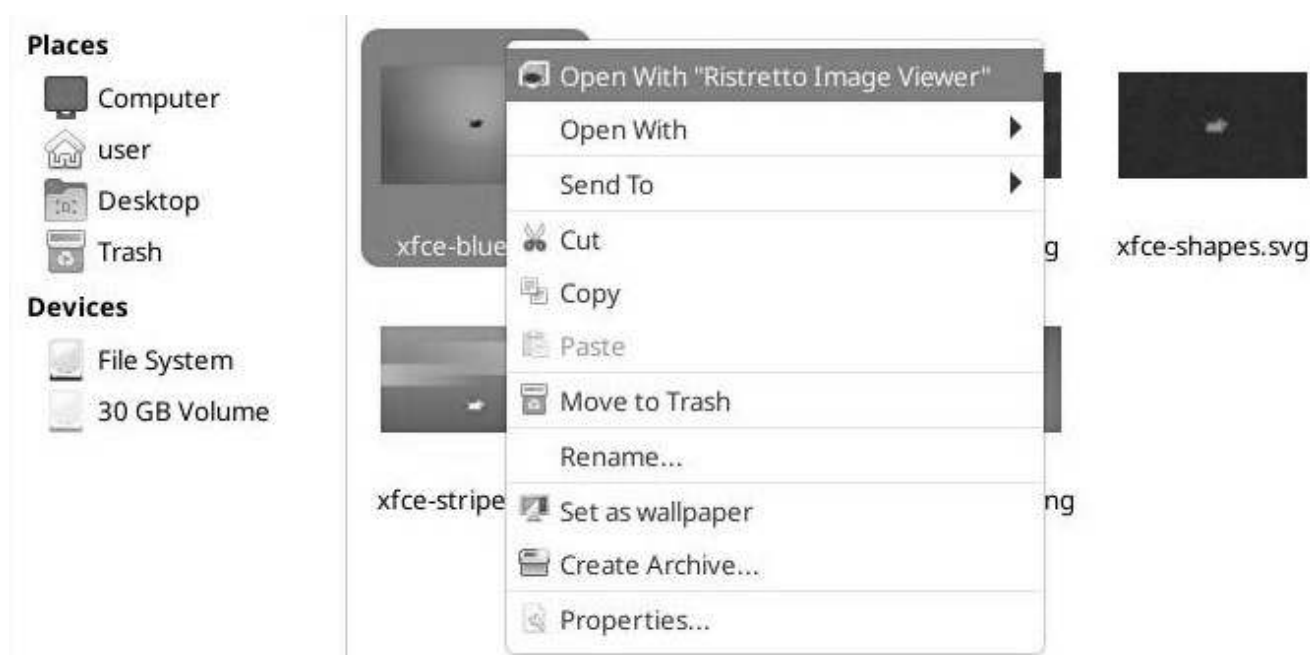 Places
Computer
user
Desktop
Trash
Devices
File System
30 GB Volume
xfce-blue
g
xfce-shapes.svg
xfce-stripe
ng
Open With "Ristretto Image Viewer"
Open With
Send To
Cut
Copy
Paste
Move to Trash
Rename...
Set as wallpaper
Create Archive...
Properties...